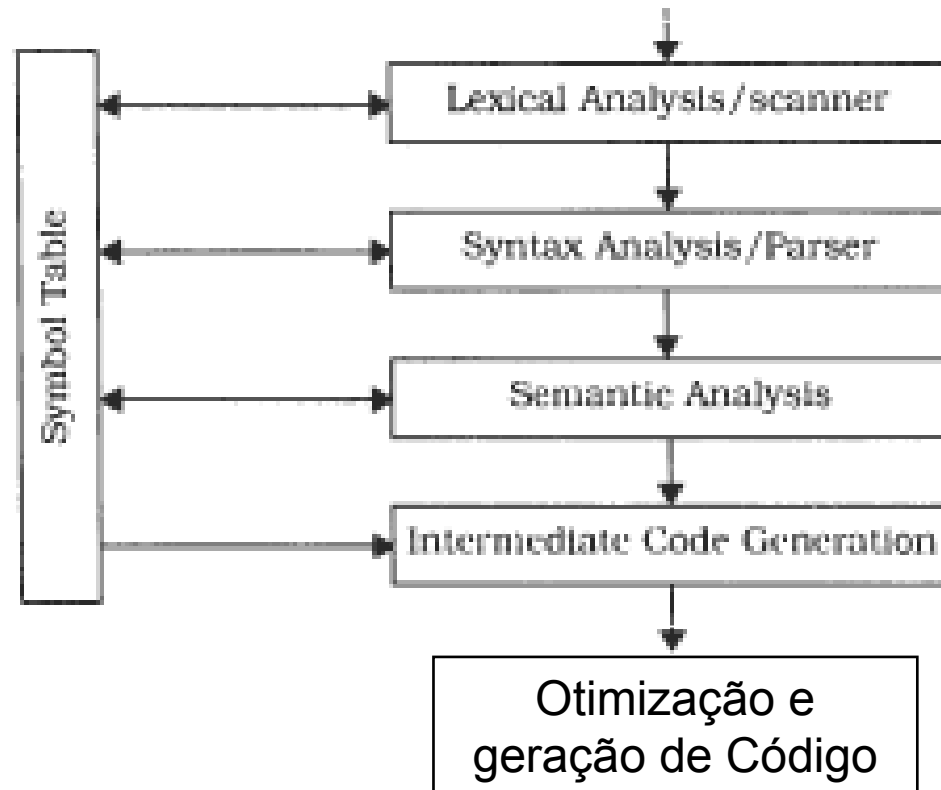 Lexical Analysis/scanner
Syntax Analysis/Parser
Symbol Table
Semantic Analysis
Intermediate Code Generation
Otimização e
geração de Código